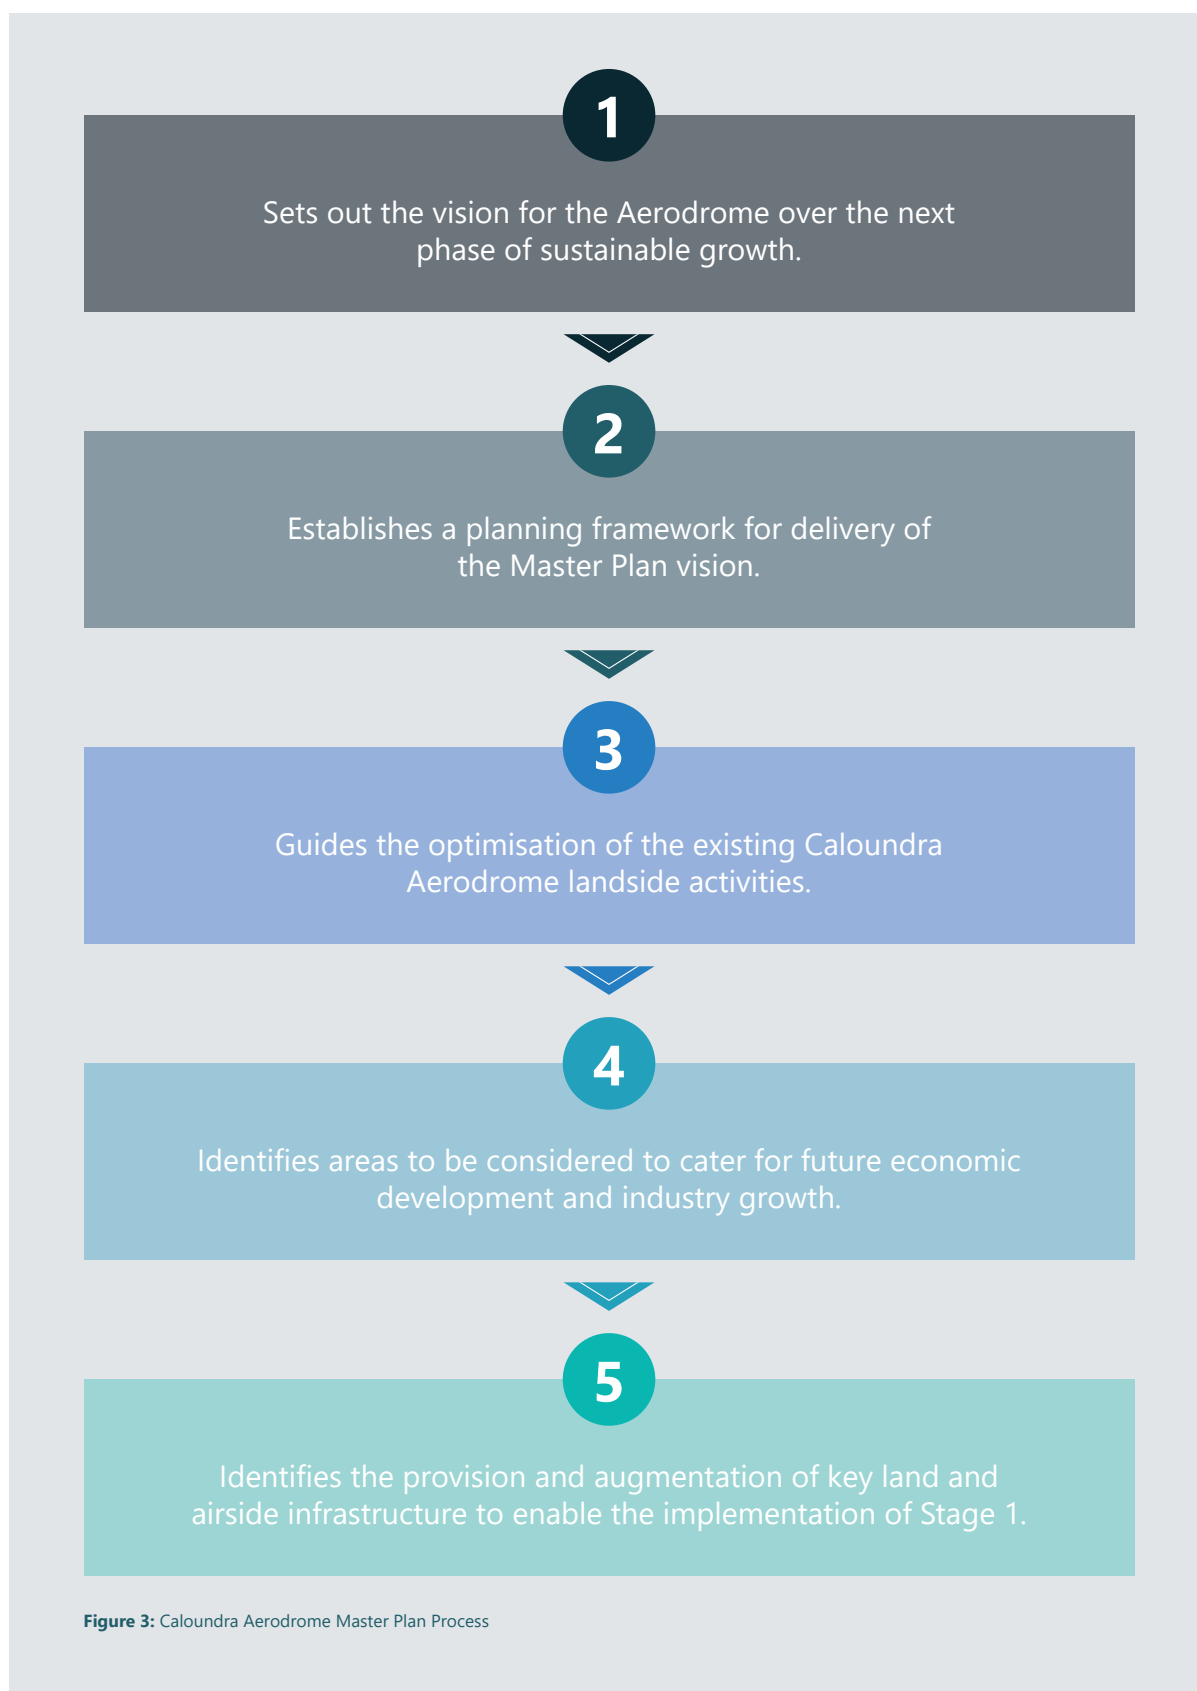 1
Sets out the vision for the Aerodrome over the next
phase of sustainable growth.
2
Establishes a planning framework for delivery of
the Master Plan vision.
3
Guides the optimisation of the existing Caloundra
Aerodrome landside activities.
4
Identifies areas to be considered to cater for future economic
development and industry growth.
5
Identifies the provision and augmentation of key land and
airside infrastructure to enable the implementation of Stage 1.
Figure 3: Caloundra Aerodrome Master Plan Process